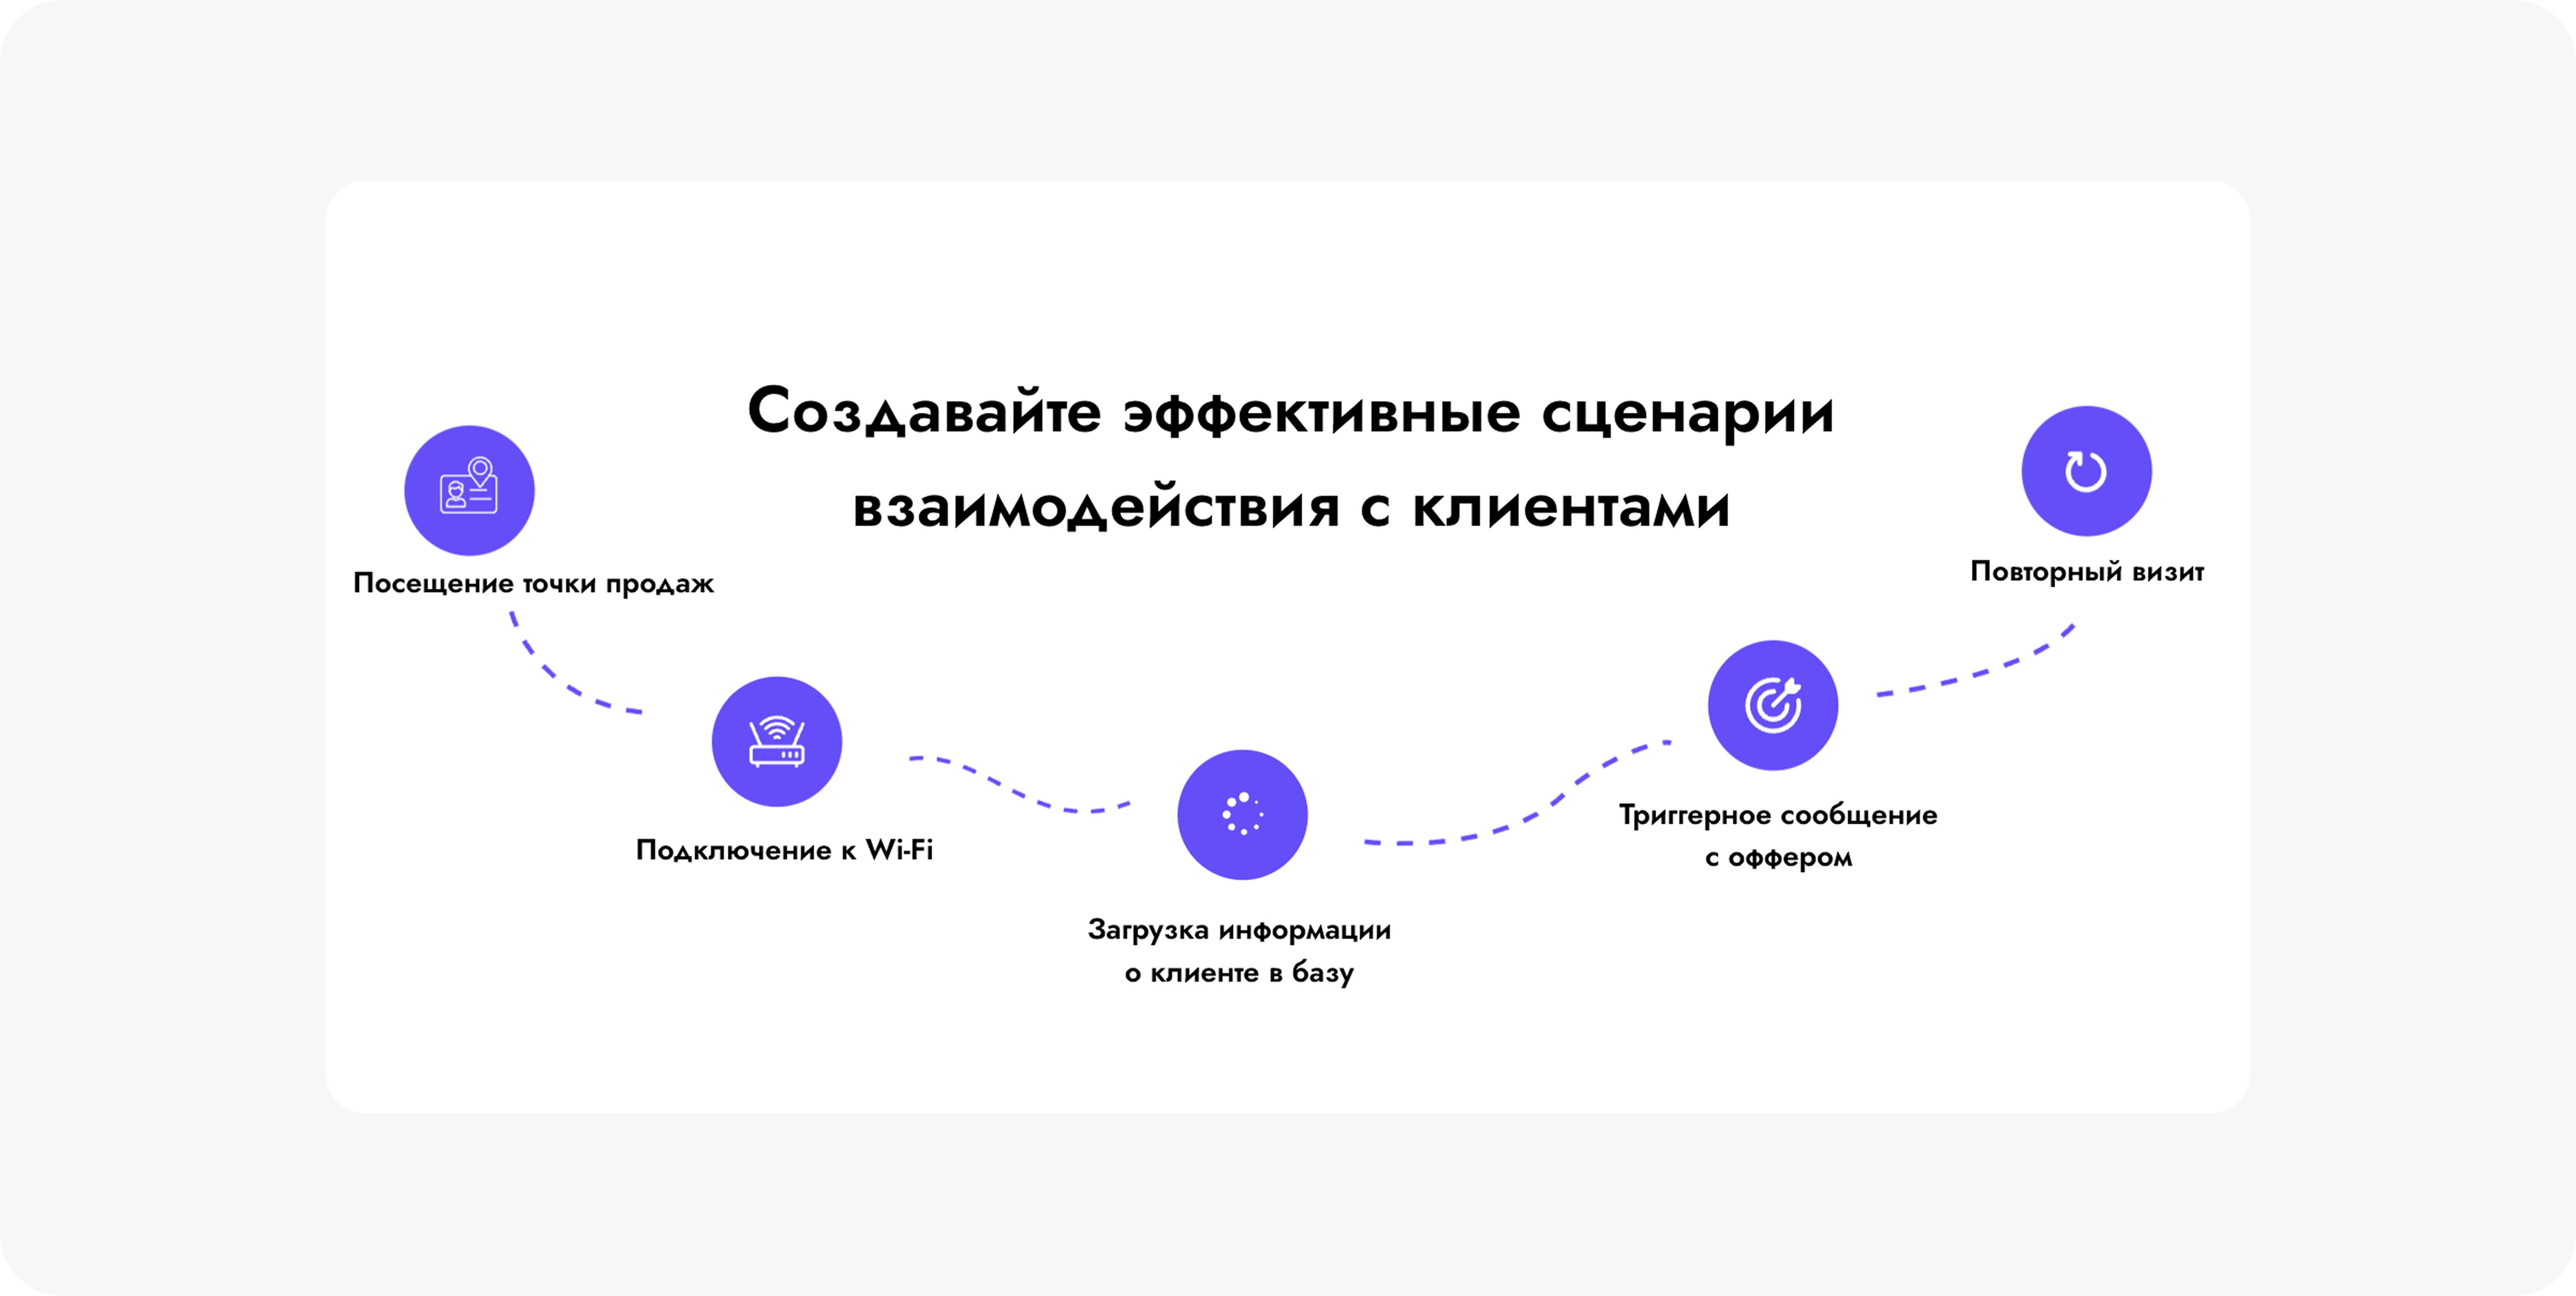 Создавайте эффективные сценарии
взаимодействия с клиентами
Посещение точки продаж
Подключение к Wi-Fi
Загрузка информации
о клиенте в базу
Триггерное сообщение
с оффером
Повторный визит